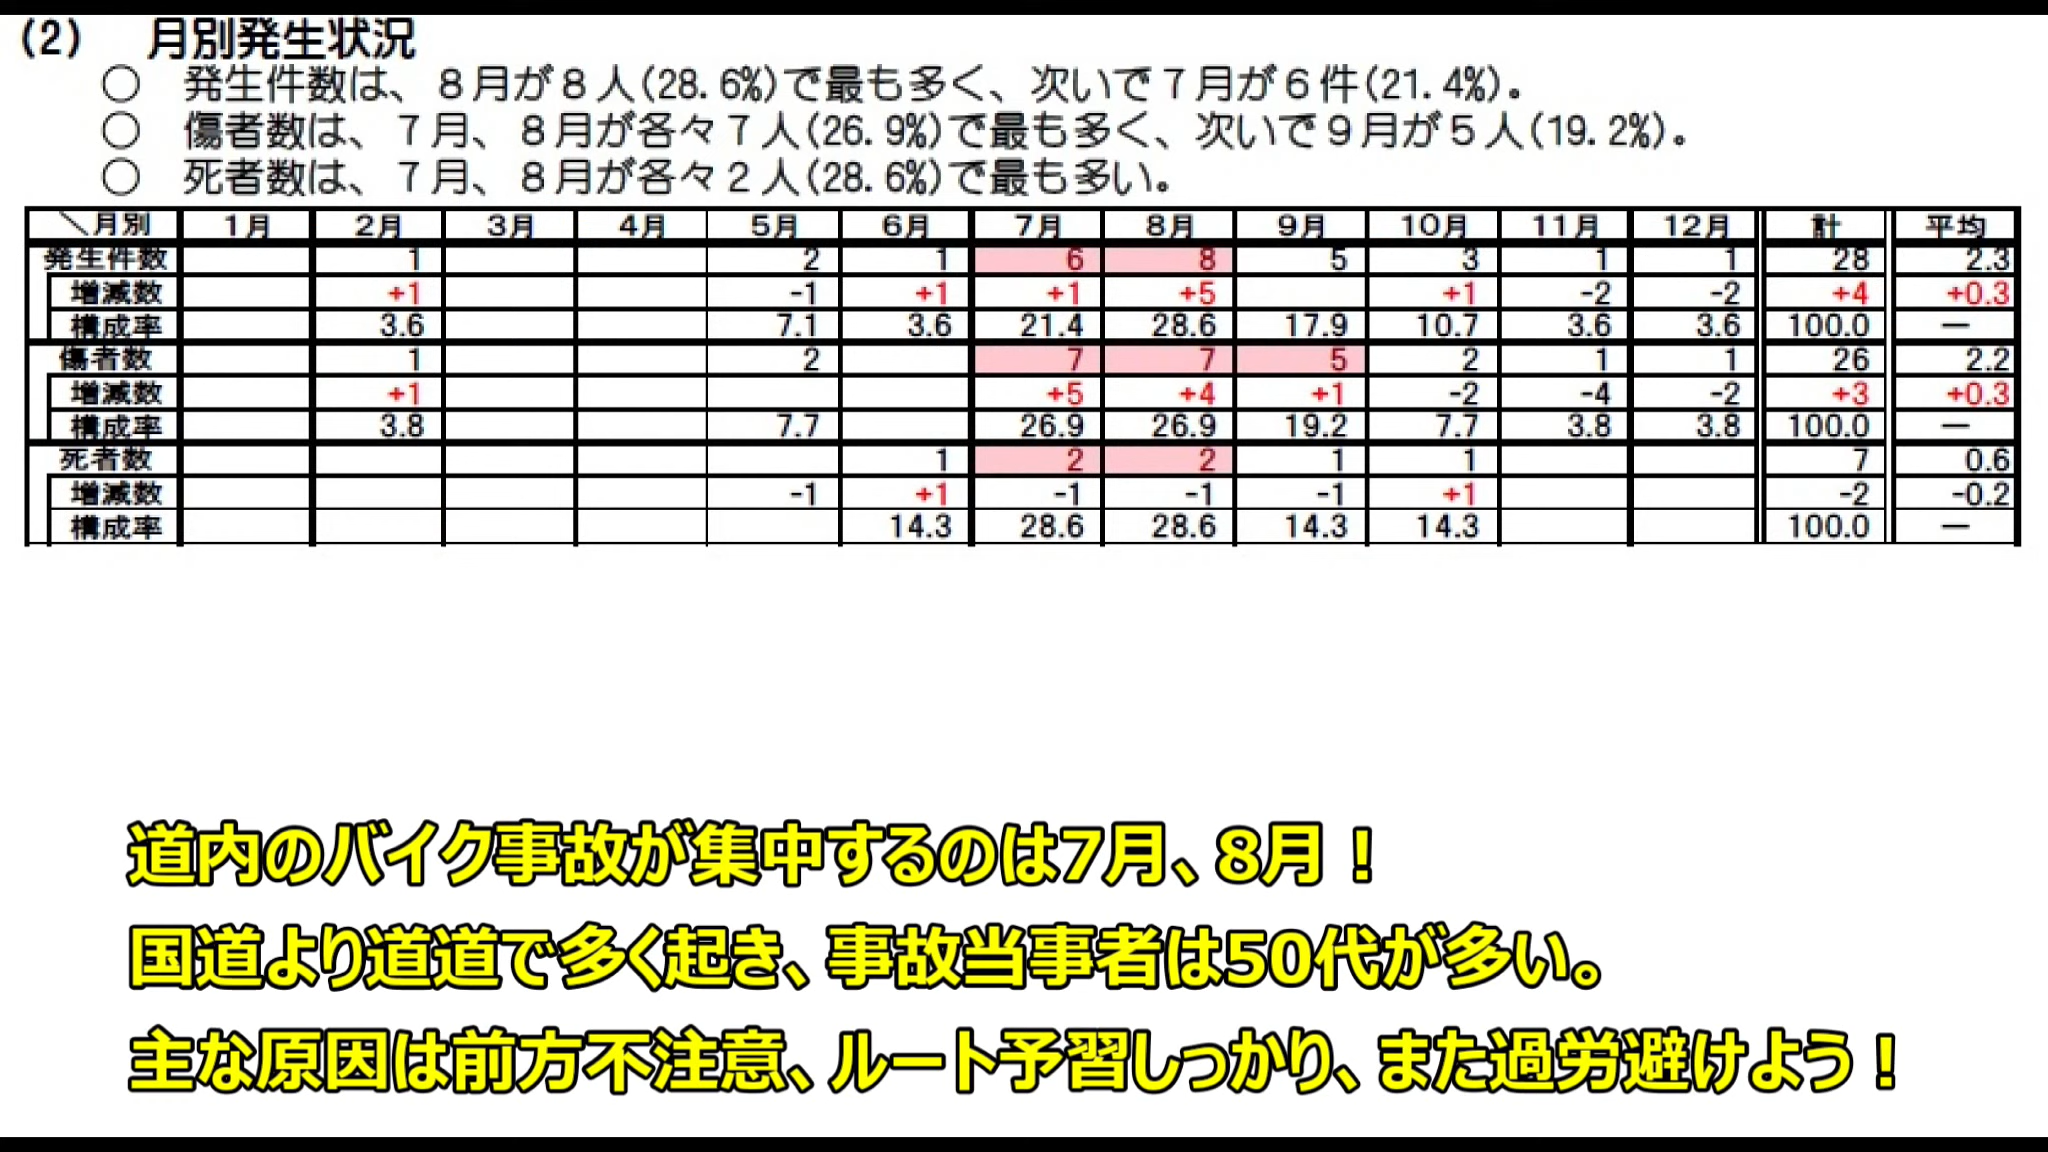 (2) 月別発生状況
○ 発生件数は、８月が８人(28.6%)で最も多く、次いで７月が６件(21.4%)。
○ 傷者数は、７月、８月が各々７人(26.9%)で最も多く、次いで９月が５人(19.2%)。
○ 死者数は、７月、８月が各々２人(28.6%)で最も多い。
＼月別 1月 2月 3月 4月 5月 6月 7月 8月 9月 10月 11月 12月 計 平均
発生件数 1 2 1 6 8 5 3 1 1 28 2.3
増減数 +1 -1 +1 +1 +5 +1 -2 -2 +4 +0.3
構成率 3.6 7.1 3.6 21.4 28.6 17.9 10.7 3.6 3.6 100.0 ―
傷者数 1 2 7 7 5 2 1 1 26 2.2
増減数 +1 +5 +4 +1 -2 -4 -2 +3 +0.3
構成率 3.8 7.7 26.9 26.9 19.2 7.7 3.8 3.8 100.0 ―
死者数 1 2 2 1 1 7 0.6
増減数 -1 +1 -1 -1 -1 +1 -2 -0.2
構成率 14.3 28.6 28.6 14.3 14.3 100.0 ―
道内のバイク事故が集中するのは7月、8月！
国道より道道で多く起き、事故当事者は50代が多い。
主な原因は前方不注意、ルート予習しっかり、また過労避けよう！